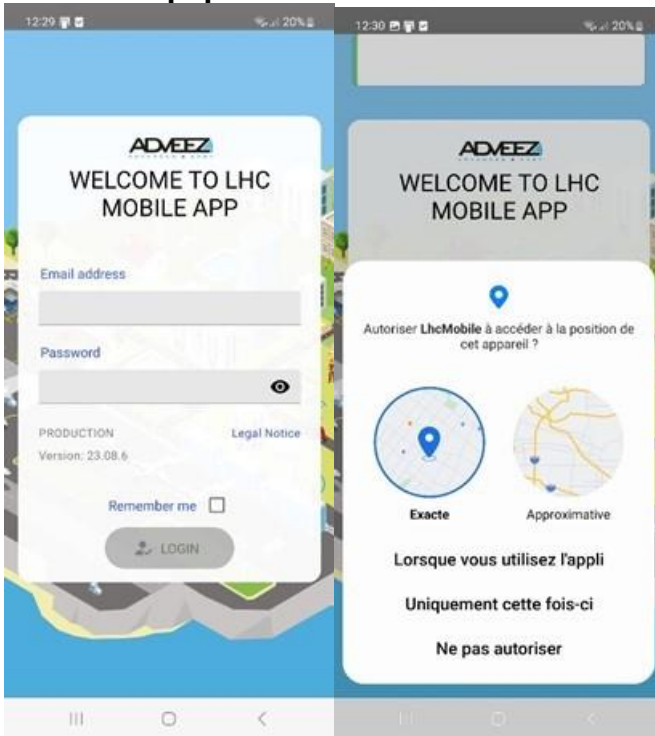 12:29
20%
ADVEEZ
WELCOME TO LHC
MOBILE APP
Email address
Password
PRODUCTION
Legal Notice
Version: 23.08.6
Remember me
LOGIN
12:30
20%
ADVEEZ
WELCOME TO LHC
MOBILE APP
Autoriser LhcMobile à accéder à la position de
cet appareil ?
Exacte
Approximative
Lorsque vous utilisez l'appli
Uniquement cette fois-ci
Ne pas autoriser